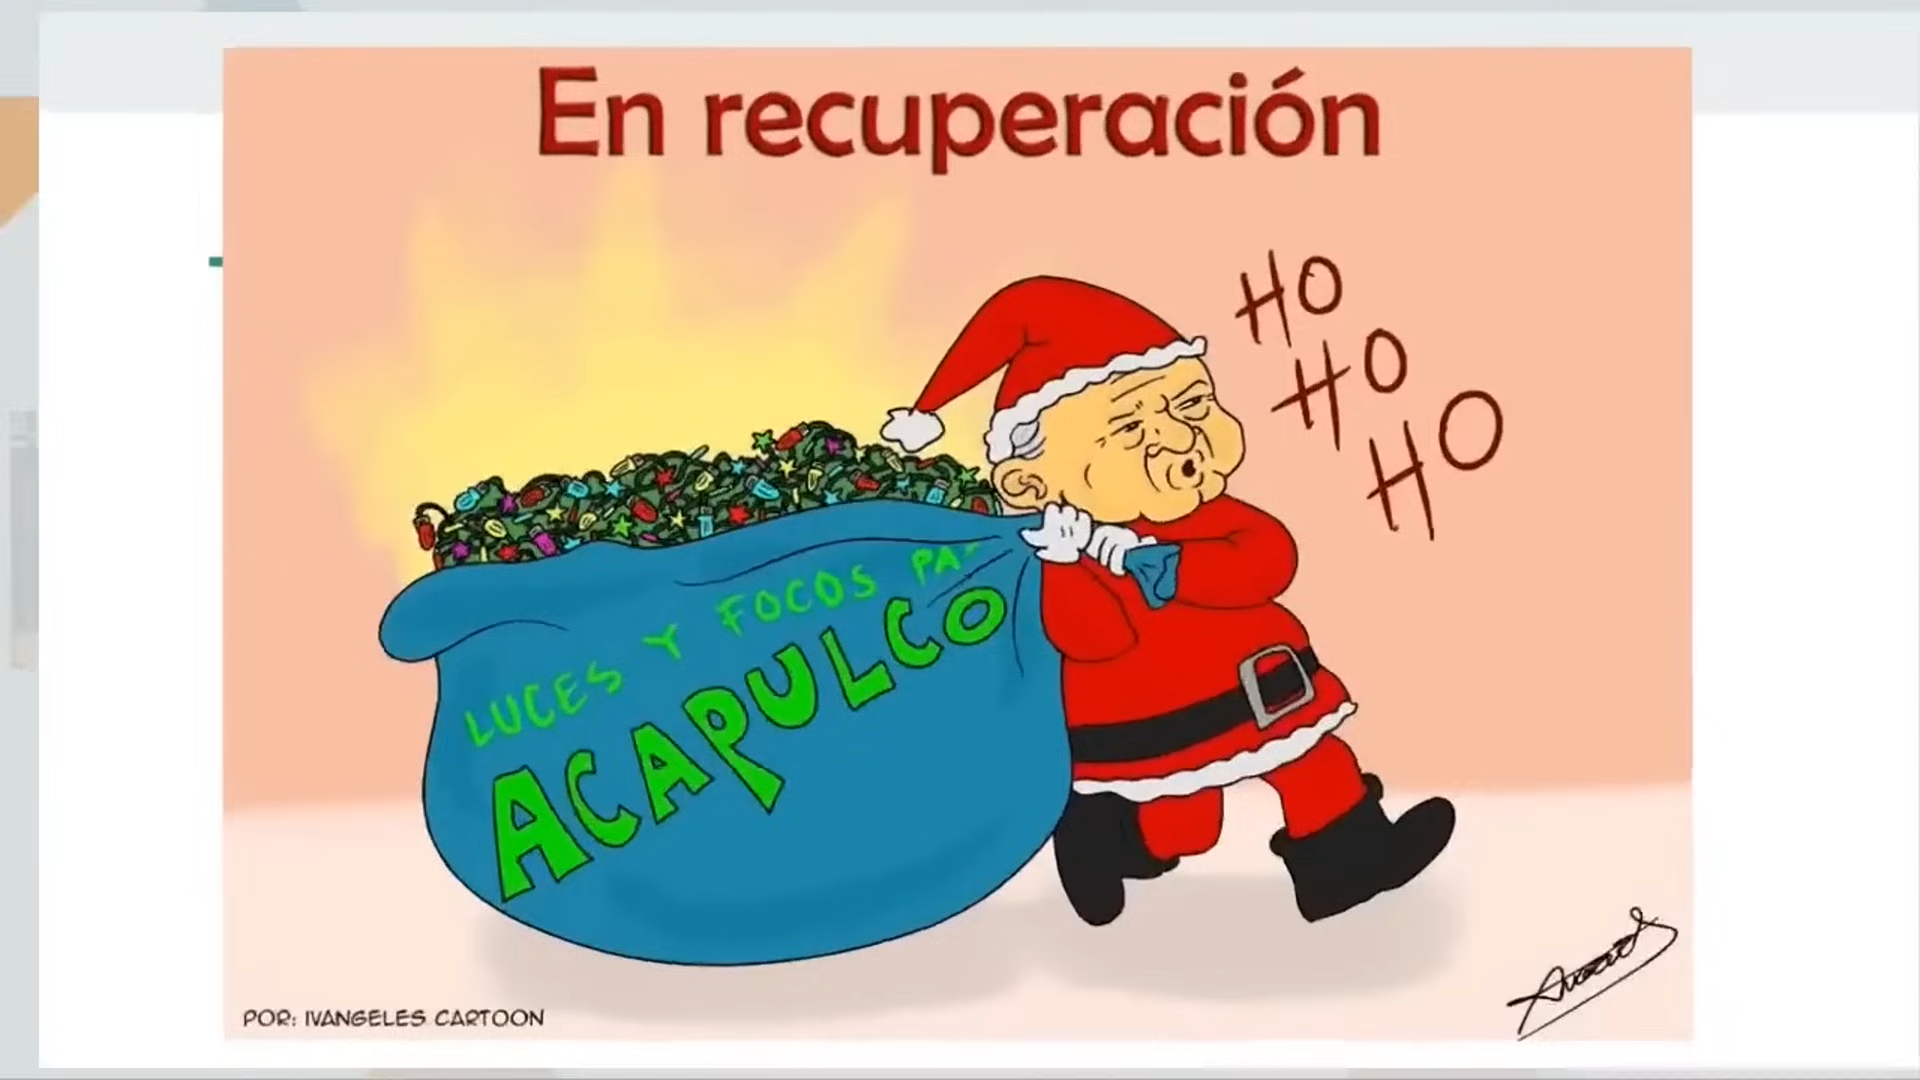 En recuperación
HO
HO
HO
LUCES Y FOCOS PA'
ACAPULCO
POR: IVANGELES CARTOON